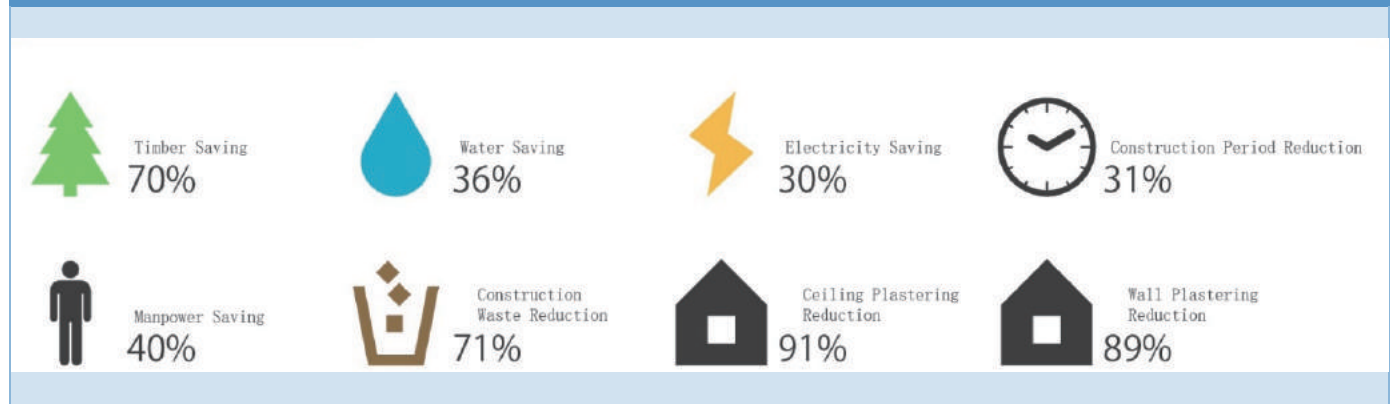 Timber Saving
70%
Water Saving
36%
Electricity Saving
30%
Construction Period Reduction
31%
Manpower Saving
40%
Construction
Waste Reduction
71%
Ceiling Plastering
Reduction
91%
Wall Plastering
Reduction
89%